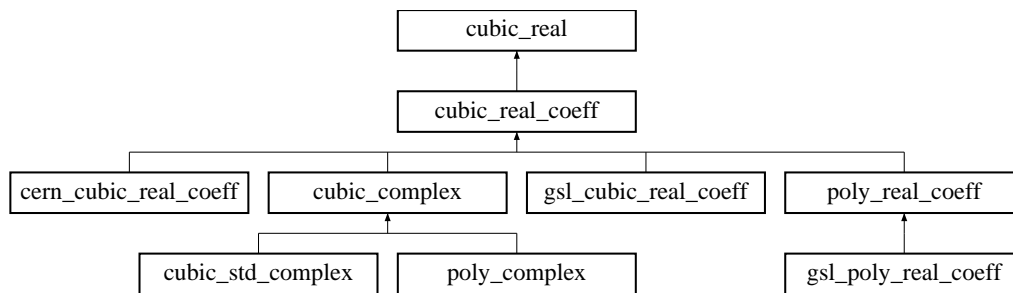 cubic_real
cubic_real_coeff
cern_cubic_real_coeff
cubic_complex
gsl_cubic_real_coeff
poly_real_coeff
cubic_std_complex
poly_complex
gsl_poly_real_coeff